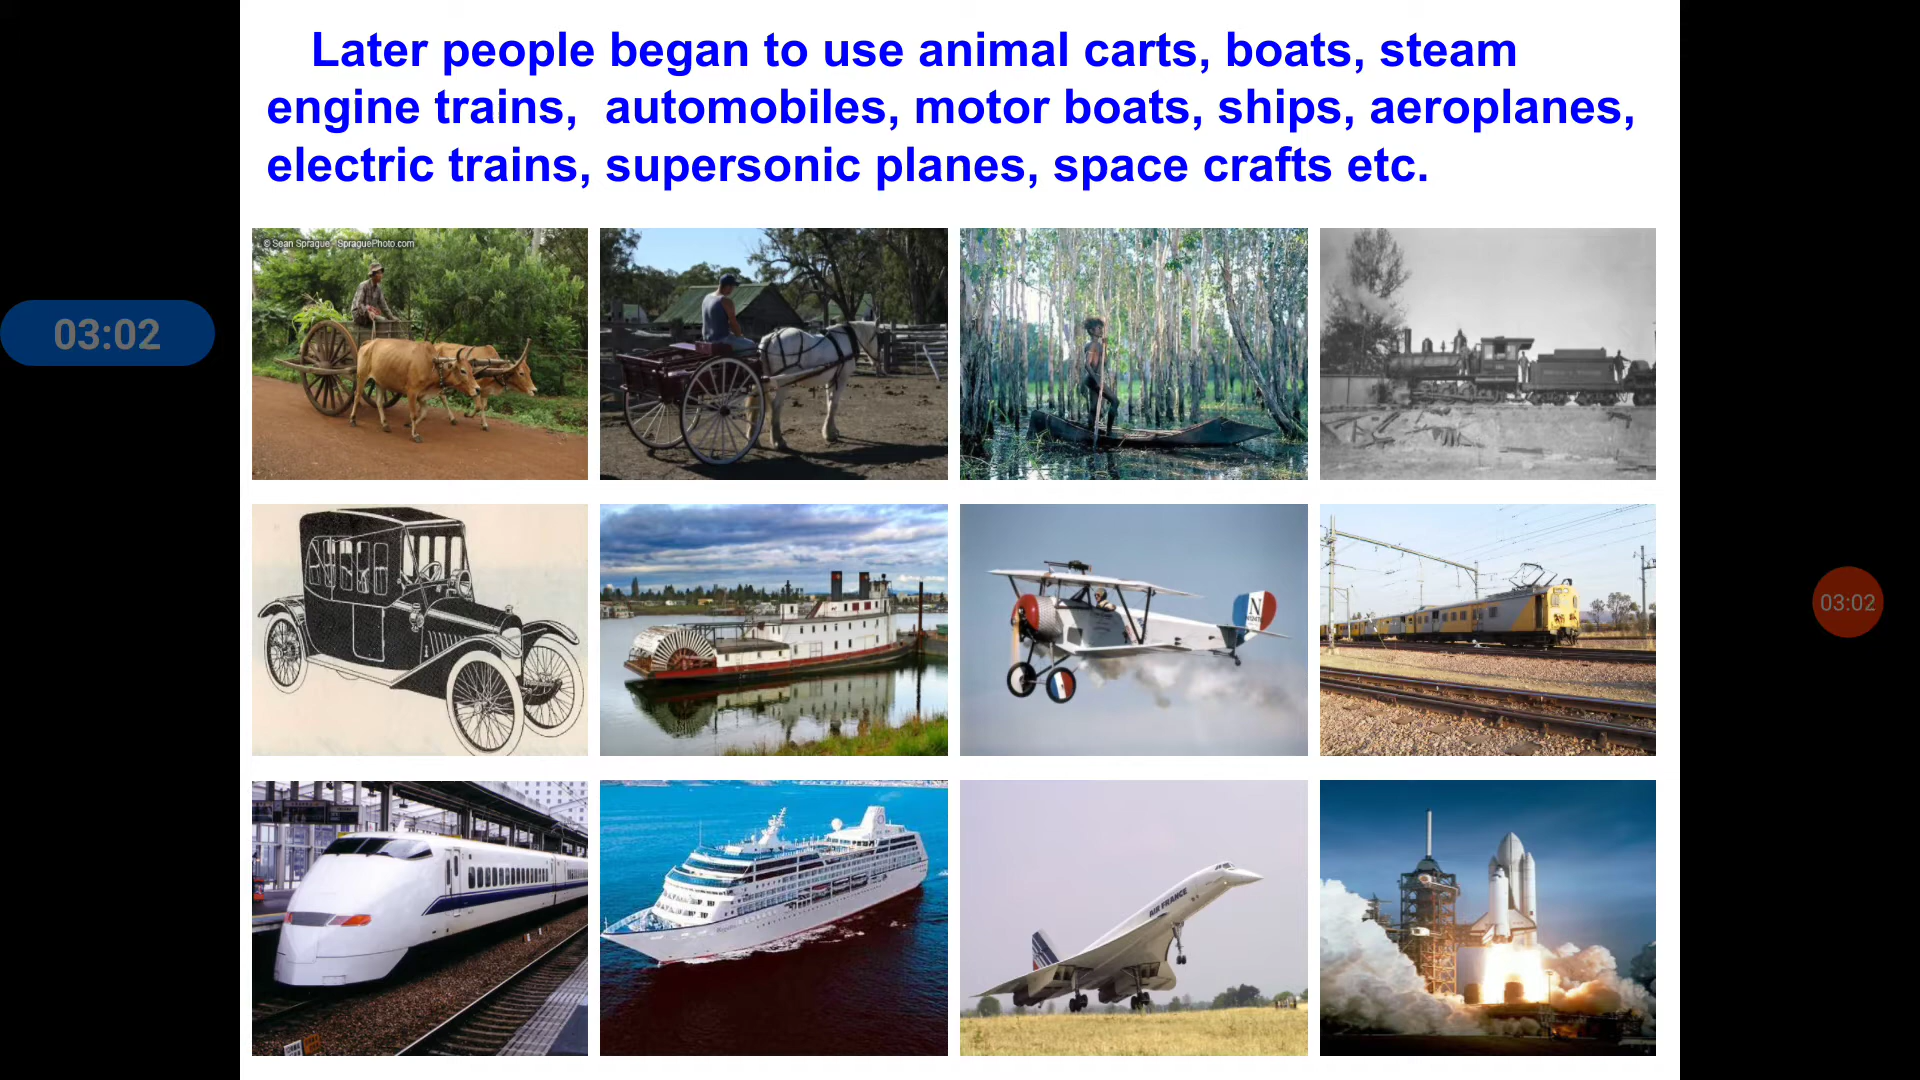 Later people began to use animal carts, boats, steam
engine trains, automobiles, motor boats, ships, aeroplanes,
electric trains, supersonic planes, space crafts etc.
© Sean Sprague - SpraguePhoto.com
03:02
N
03:02
AIR FRANCE